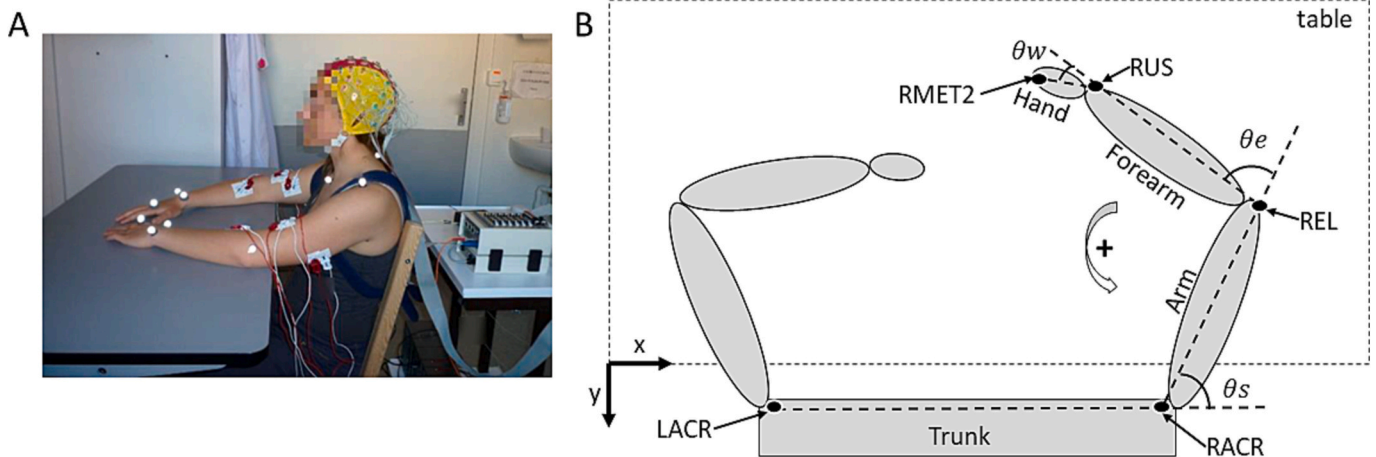 A
B
table
θw
RUS
RMET2
Hand
θe
Forearm
REL
+
Arm
x
y
θs
LACR
Trunk
RACR